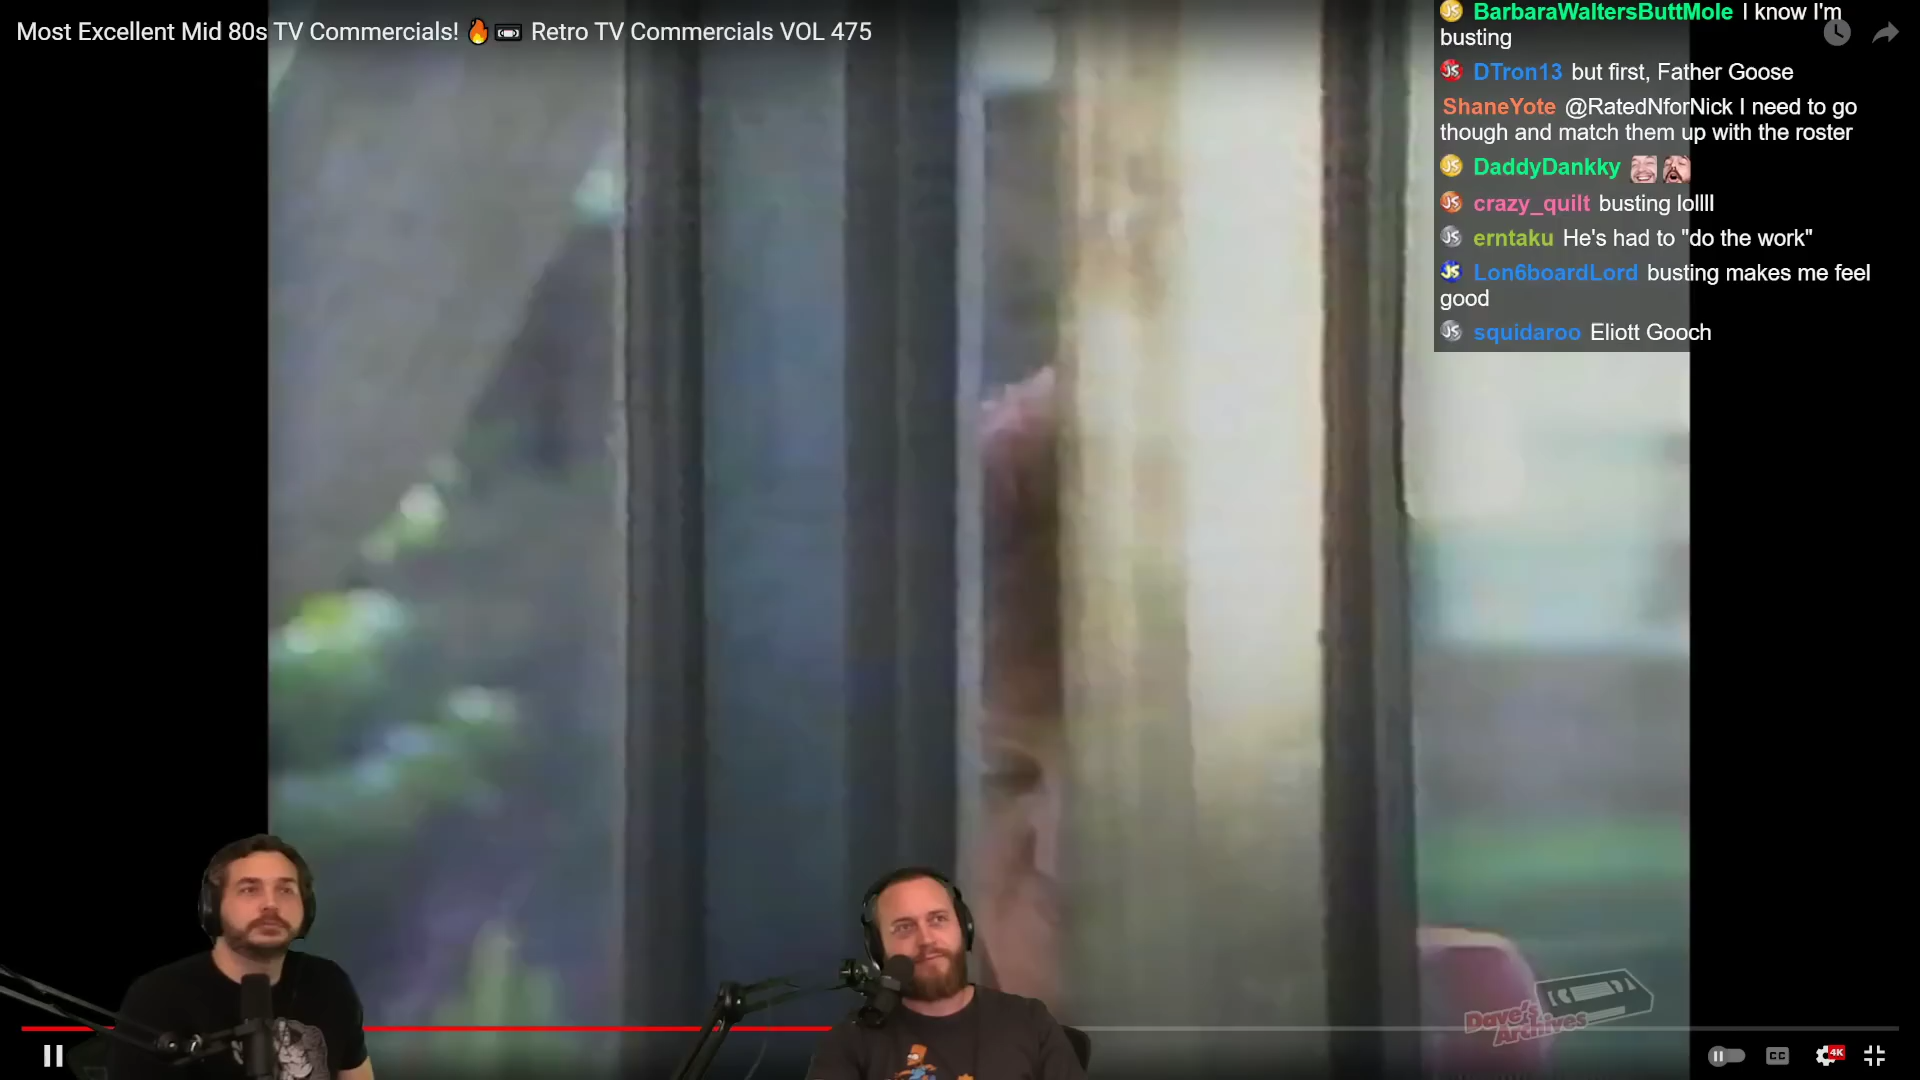 Most Excellent Mid 80s TV Commercials! 🔥📼 Retro TV Commercials VOL 475
BarbaraWaltersButtMole I know I'm
busting
DTron13 but first, Father Goose
ShaneYote @RatedNforNick I need to go
though and match them up with the roster
DaddyDankky
crazy_quilt busting lollll
erntaku He's had to "do the work"
Lon6boardLord busting makes me feel
good
squidaroo Eliott Gooch
Dave's
Archives
CC
4K